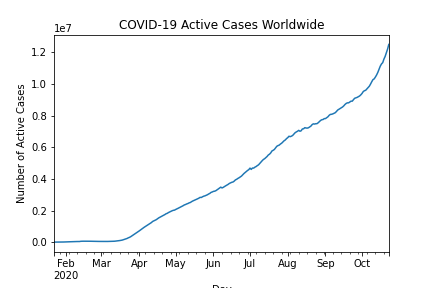 COVID-19 Active Cases Worldwide
1e7
1.2
1.0
0.8
0.6
0.4
0.2
0.0
Number of Active Cases
Feb Mar Apr May Jun Jul Aug Sep Oct
2020